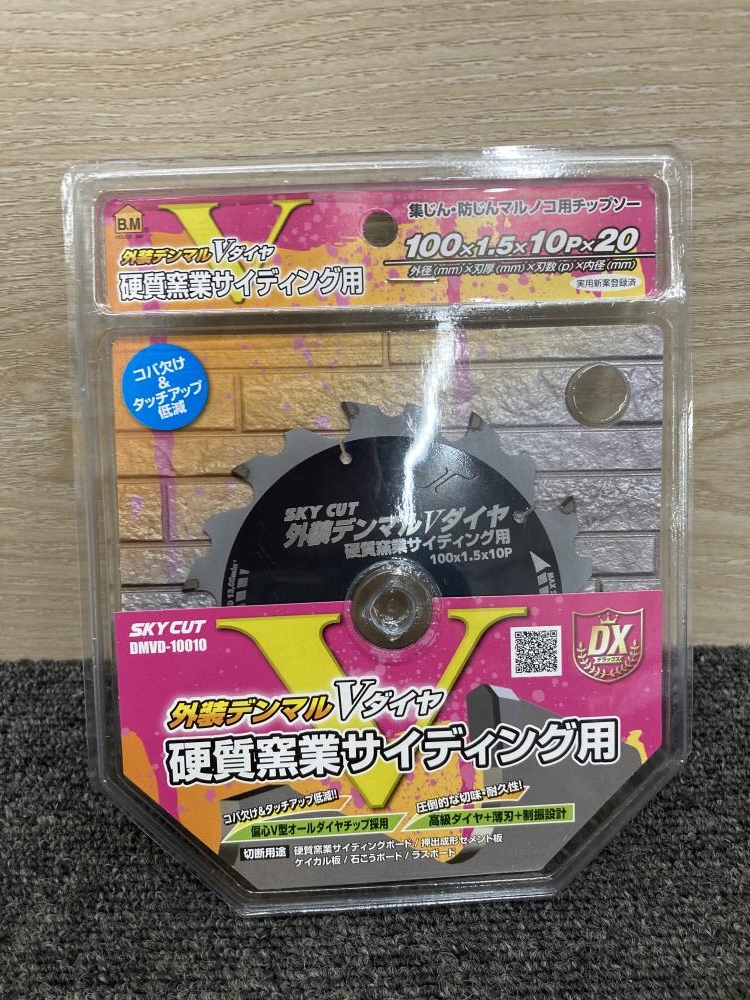 B.M
外装デンマルVダイヤ
硬質窯業サイディング用
集じん・防じんマルノコ用チップソー
100×1.5×10P×20
外径(mm)×刃厚(mm)×刃数(p)×内径(mm)
実用新案登録済
コバ欠け
&
タッチアップ
低減
SKY CUT
外装デンマルVダイヤ
硬質窯業サイディング用
100x1.5x10P
SKY CUT
DMVD-10010
DX
デラックス
V
外装デンマルVダイヤ
硬質窯業サイディング用
コバ欠け&タッチアップ低減!!
偏心V型オールダイヤチップ採用
圧倒的な切味・耐久性!
高級ダイヤ+薄刃+制振設計
切断用途 硬質窯業サイディングボード/押出成形セメント板
ケイカル板/石こうボード/ラスボード